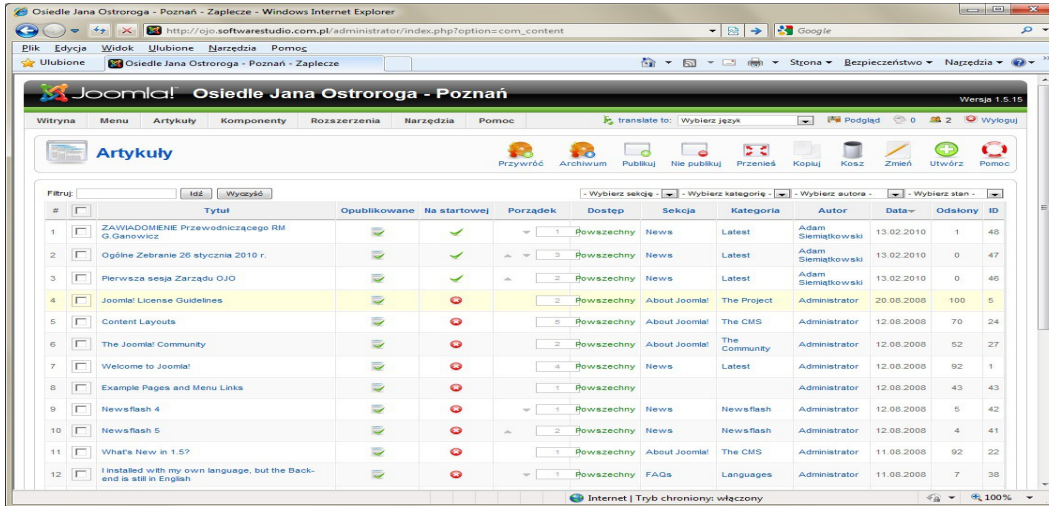 Osiedle Jana Ostroroga - Poznań - Zaplecze - Windows Internet Explorer
http://ojo.softwarestudio.com.pl/administrator/index.php?option=com_content
Google
Plik Edycja Widok Ulubione Narzędzia Pomoc
Ulubione Osiedle Jana Ostroroga - Poznań - Zaplecze Strona Bezpieczeństwo Narzędzia
Joomla! Osiedle Jana Ostroroga - Poznań Wersja 1.5.15
Witryna Menu Artykuły Komponenty Rozszerzenia Narzędzia Pomoc translate to: Wybierz język Podgląd 0 2 Wyloguj
Artykuły Przywróć Archiwum Publikuj Nie publikuj Przenieś Kopiuj Kosz Zmień Utwórz Pomoc
Filtruj: Idź Wyczyść - Wybierz sekcję - - Wybierz kategorię - - Wybierz autora - - Wybierz stan -
# Tytuł Opublikowane Na startowej Porządek Dostęp Sekcja Kategoria Autor Data Odsłony ID
1 ZAWIADOMIENIE Przewodniczącego RM G.Ganowicz 1 Powszechny News Latest Adam Siemiątkowski 13.02.2010 1 48
2 Ogólne Zebranie 26 stycznia 2010 r. 3 Powszechny News Latest Adam Siemiątkowski 13.02.2010 0 47
3 Pierwsza sesja Zarządu OJO 2 Powszechny News Latest Adam Siemiątkowski 13.02.2010 0 46
4 Joomla! License Guidelines 2 Powszechny About Joomla! The Project Administrator 20.08.2008 100 5
5 Content Layouts 5 Powszechny About Joomla! The CMS Administrator 12.08.2008 70 24
6 The Joomla! Community 2 Powszechny About Joomla! The Community Administrator 12.08.2008 52 27
7 Welcome to Joomla! 4 Powszechny News Latest Administrator 12.08.2008 92 1
8 Example Pages and Menu Links 1 Powszechny Administrator 12.08.2008 43 43
9 Newsflash 4 1 Powszechny News Newsflash Administrator 12.08.2008 5 42
10 Newsflash 5 2 Powszechny News Newsflash Administrator 12.08.2008 4 41
11 What's New in 1.5? 1 Powszechny About Joomla! The CMS Administrator 11.08.2008 92 22
12 I installed with my own language, but the Back-end is still in English 1 Powszechny FAQs Languages Administrator 11.08.2008 7 38
Internet | Tryb chroniony: włączony 100%